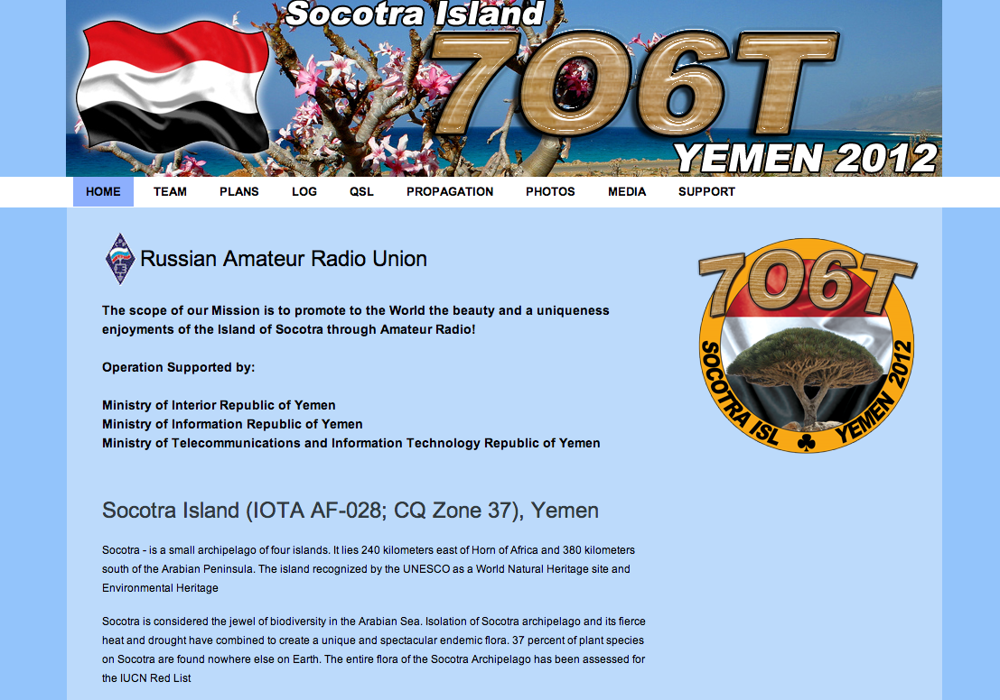 Socotra Island
7O6T
YEMEN 2012
HOME TEAM PLANS LOG QSL PROPAGATION PHOTOS MEDIA SUPPORT
Russian Amateur Radio Union
The scope of our Mission is to promote to the World the beauty and a uniqueness
enjoyments of the Island of Socotra through Amateur Radio!
Operation Supported by:
Ministry of Interior Republic of Yemen
Ministry of Information Republic of Yemen
Ministry of Telecommunications and Information Technology Republic of Yemen
7O6T
SOCOTRA ISL ♣ YEMEN 2012
Socotra Island (IOTA AF-028; CQ Zone 37), Yemen
Socotra - is a small archipelago of four islands. It lies 240 kilometers east of Horn of Africa and 380 kilometers
south of the Arabian Peninsula. The island recognized by the UNESCO as a World Natural Heritage site and
Environmental Heritage
Socotra is considered the jewel of biodiversity in the Arabian Sea. Isolation of Socotra archipelago and its fierce
heat and drought have combined to create a unique and spectacular endemic flora. 37 percent of plant species
on Socotra are found nowhere else on Earth. The entire flora of the Socotra Archipelago has been assessed for
the IUCN Red List